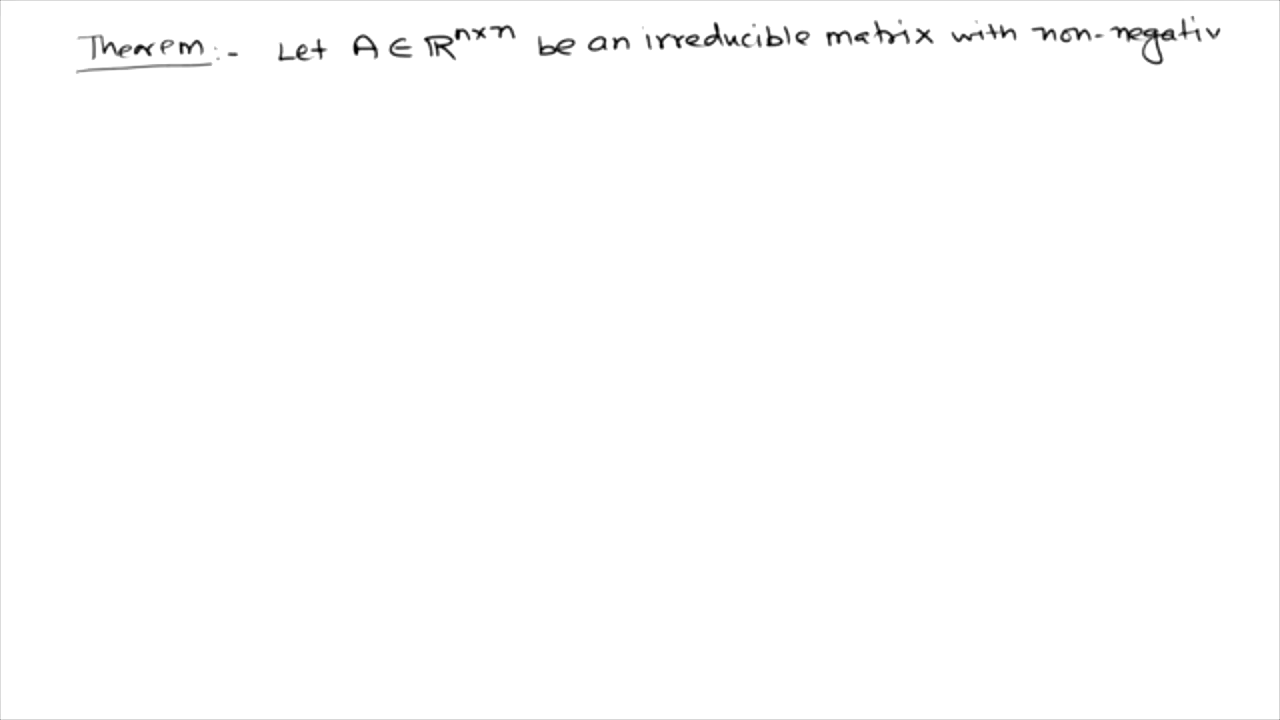 Theorem:- Let A ∈ ℝⁿˣⁿ be an irreducible matrix with non-negativ